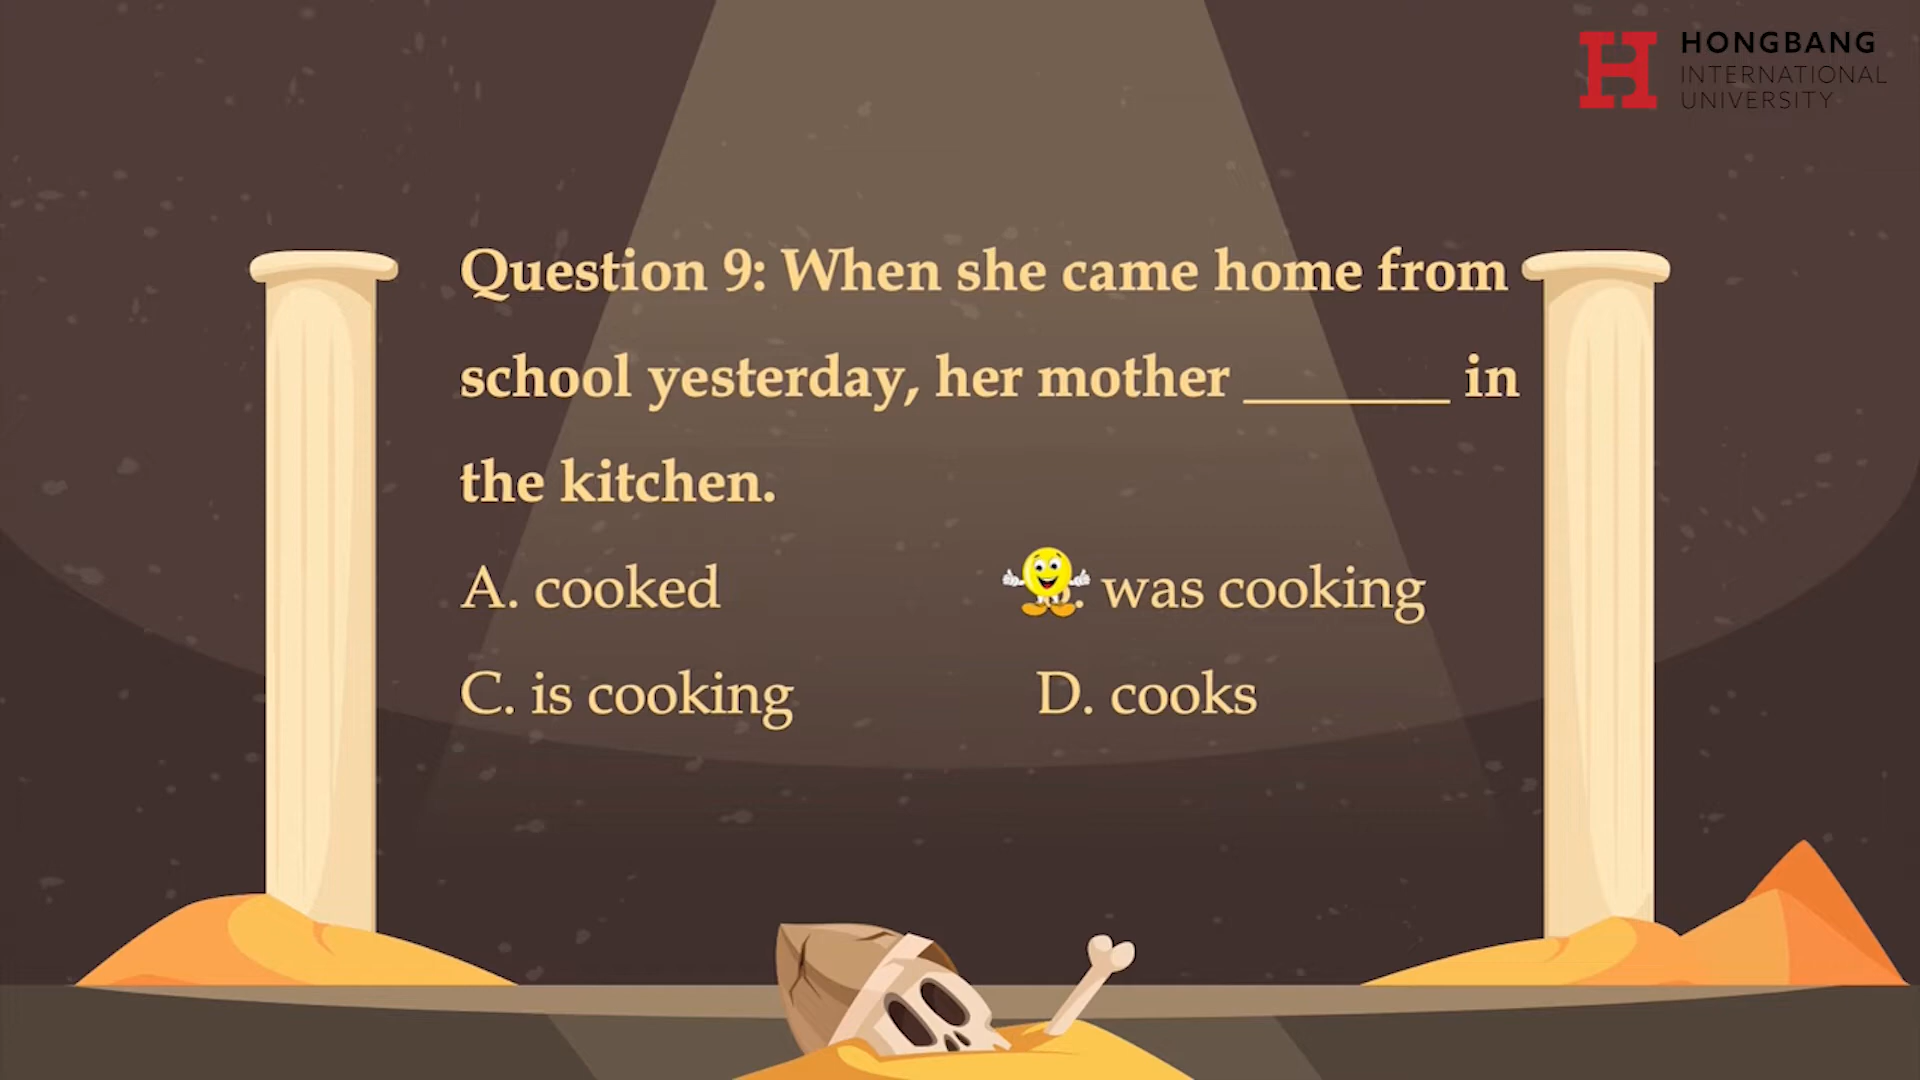 HONGBANG
INTERNATIONAL
UNIVERSITY
Question 9: When she came home from
school yesterday, her mother ________ in
the kitchen.
A. cooked
was cooking
C. is cooking
D. cooks